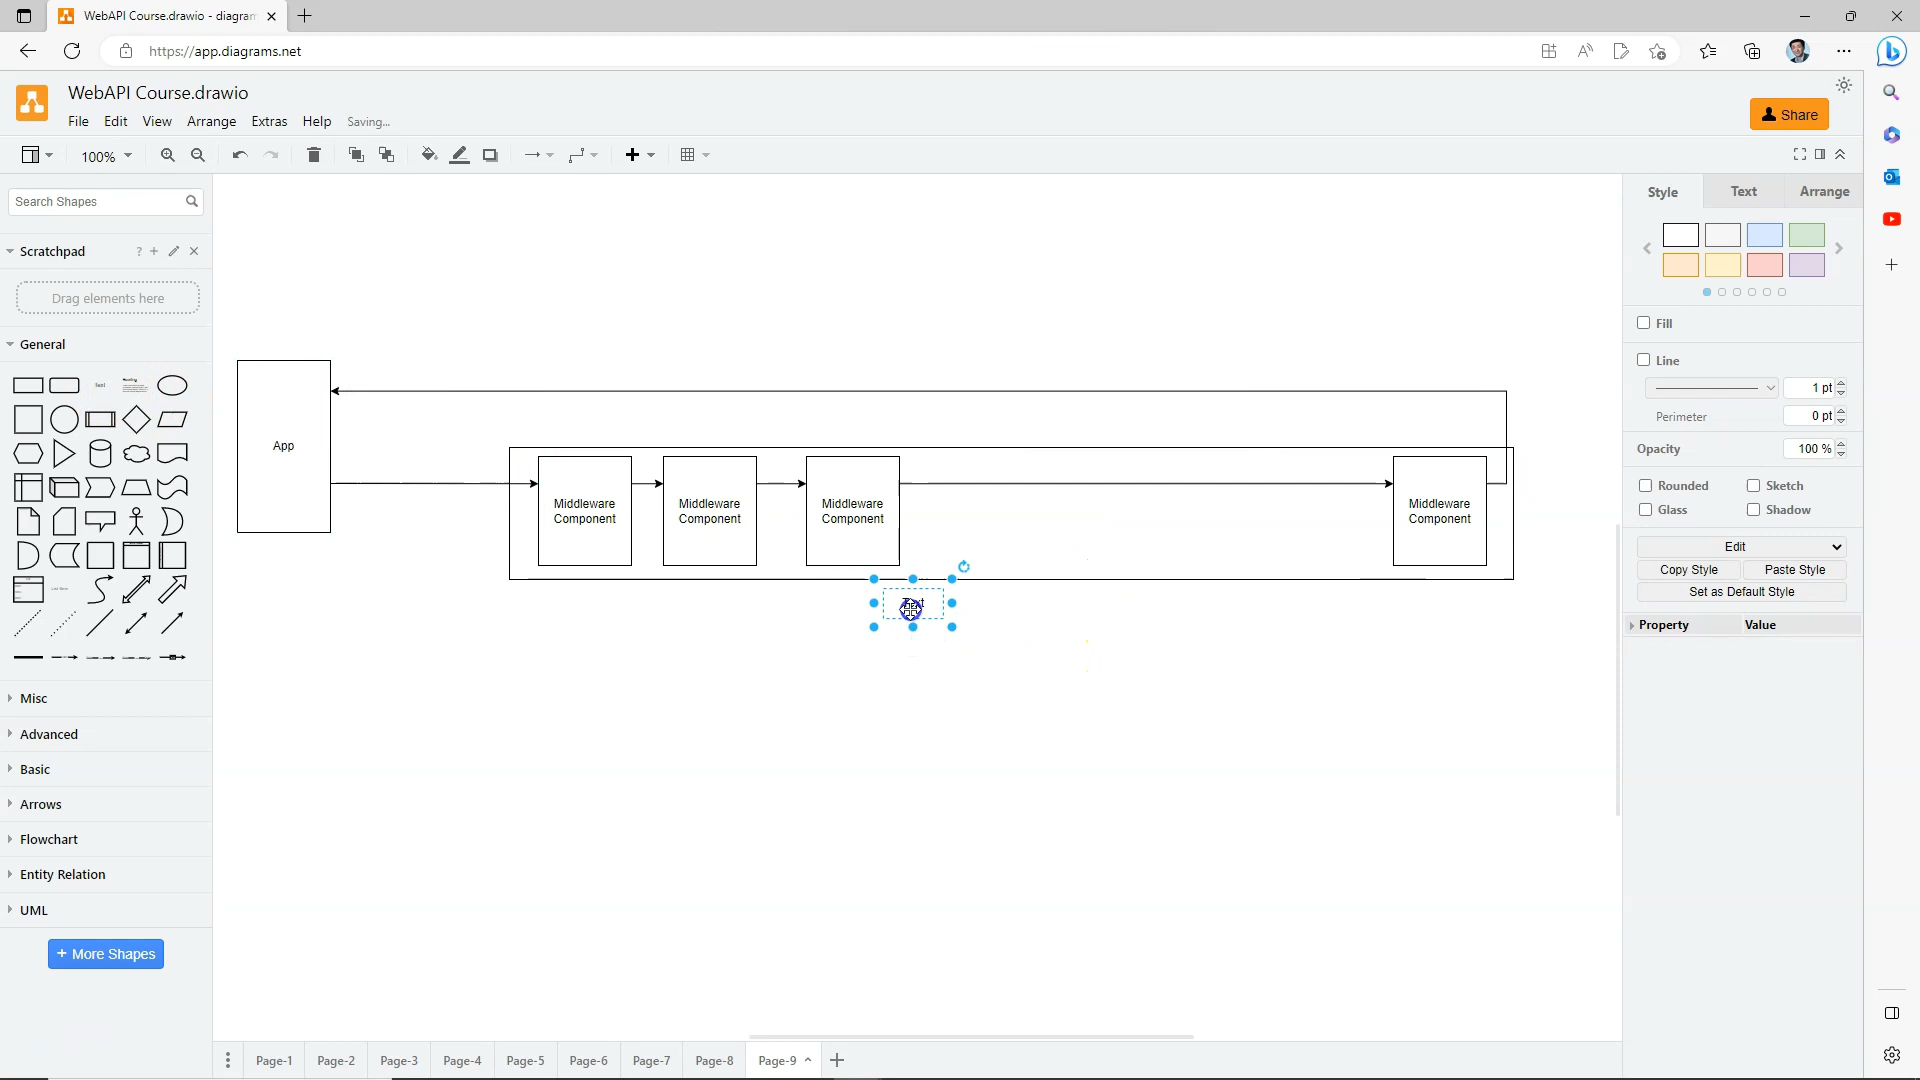 WebAPI Course.drawio - diagram
https://app.diagrams.net
WebAPI Course.drawio
File Edit View Arrange Extras Help Saving...
Share
100%
Search Shapes
Scratchpad
?
Drag elements here
General
Text
Heading
List Item
Misc
Advanced
Basic
Arrows
Flowchart
Entity Relation
UML
+ More Shapes
App
Middleware
Component
Middleware
Component
Middleware
Component
Middleware
Component
Style Text Arrange
Fill
Line
1 pt
Perimeter 0 pt
Opacity 100 %
Rounded Sketch
Glass Shadow
Edit
Copy Style Paste Style
Set as Default Style
Property Value
Page-1 Page-2 Page-3 Page-4 Page-5 Page-6 Page-7 Page-8 Page-9